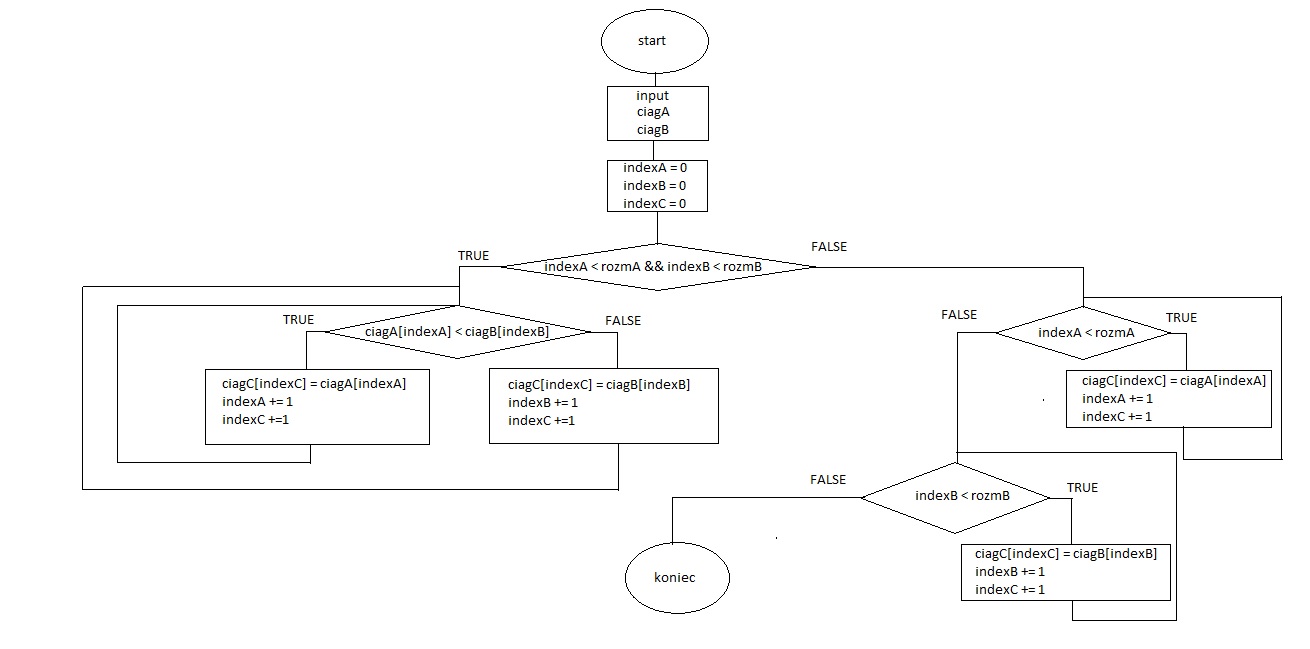 start
input
ciagA
ciagB
indexA = 0
indexB = 0
indexC = 0
TRUE
FALSE
indexA < rozmA && indexB < rozmB
TRUE
FALSE
ciagA[indexA] < ciagB[indexB]
ciagC[indexC] = ciagA[indexA]
indexA += 1
indexC +=1
ciagC[indexC] = ciagB[indexB]
indexB += 1
indexC +=1
FALSE
TRUE
indexA < rozmA
ciagC[indexC] = ciagA[indexA]
indexA += 1
indexC += 1
FALSE
TRUE
indexB < rozmB
ciagC[indexC] = ciagB[indexB]
indexB += 1
indexC += 1
koniec